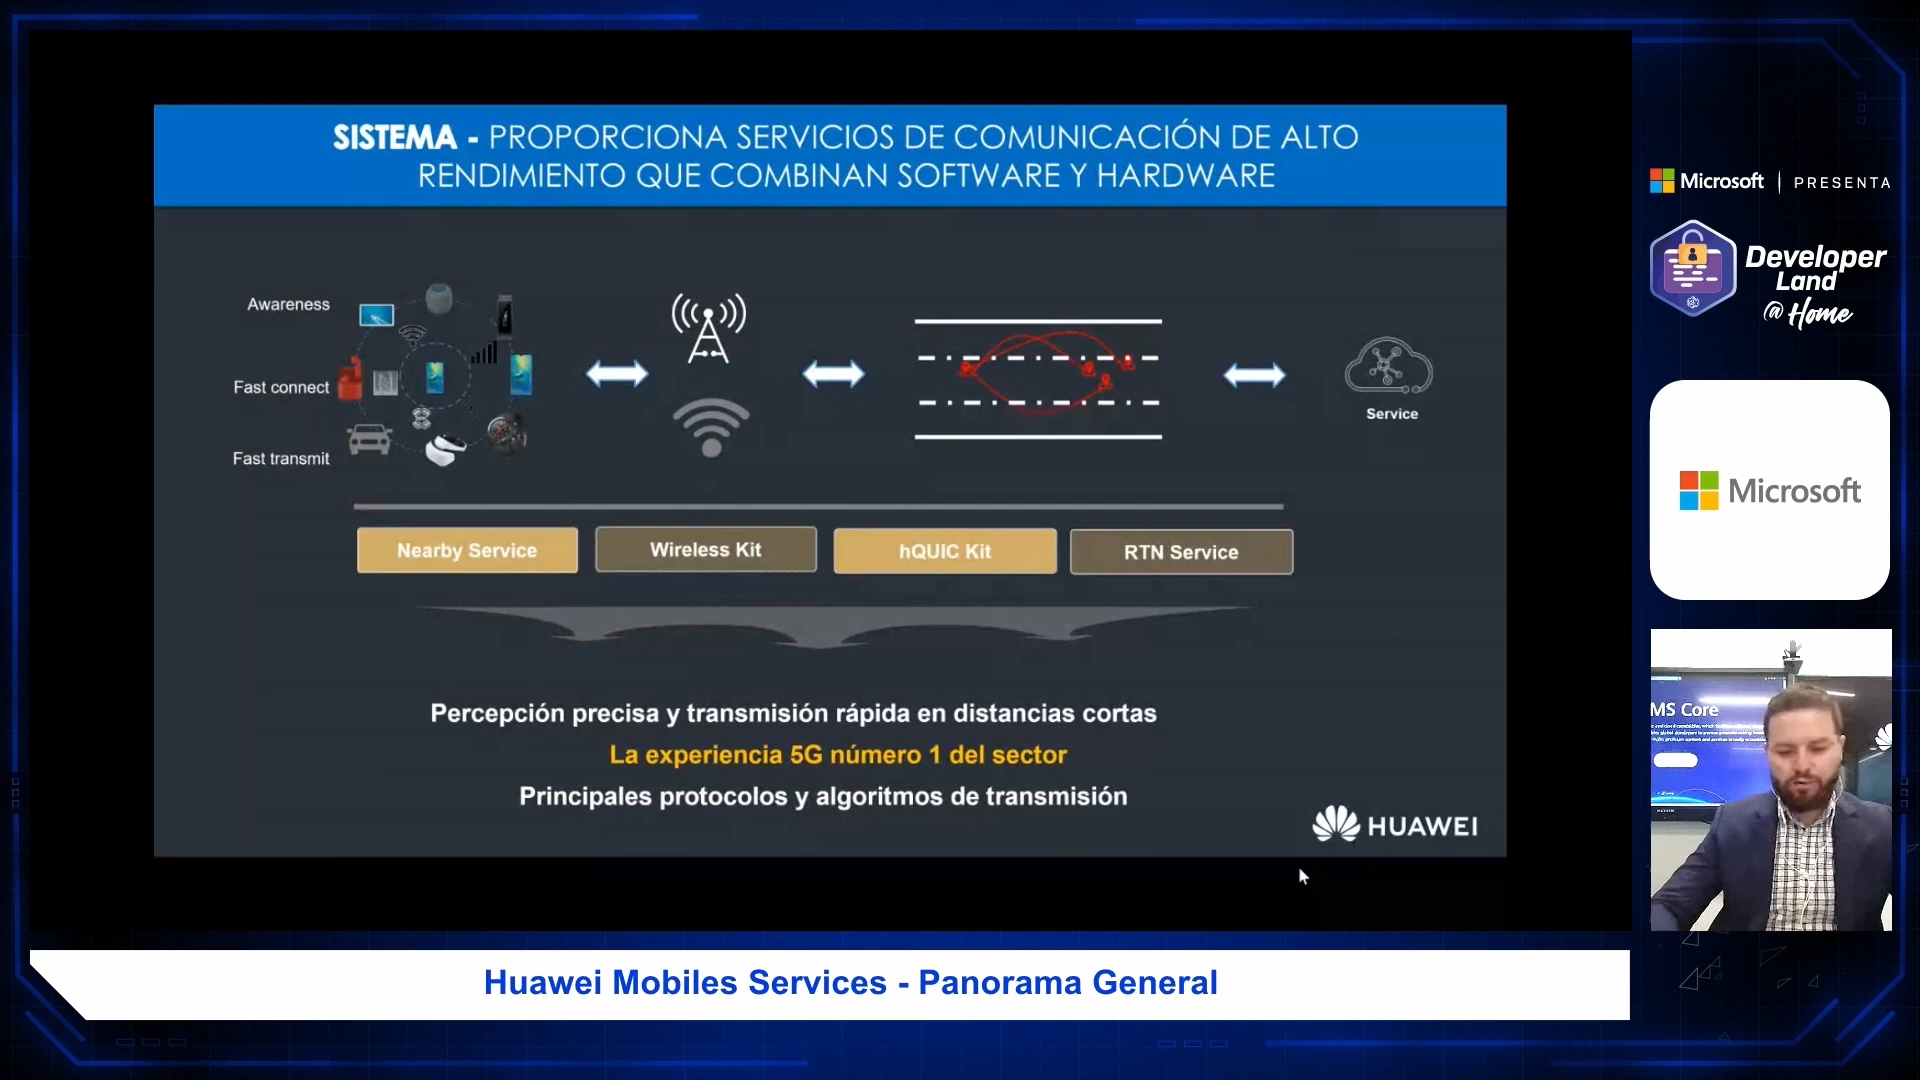 SISTEMA - PROPORCIONA SERVICIOS DE COMUNICACIÓN DE ALTO
RENDIMIENTO QUE COMBINAN SOFTWARE Y HARDWARE
Awareness
Fast connect
Fast transmit
Service
Nearby Service
Wireless Kit
hQUIC Kit
RTN Service
Percepción precisa y transmisión rápida en distancias cortas
La experiencia 5G número 1 del sector
Principales protocolos y algoritmos de transmisión
HUAWEI
Microsoft | PRESENTA
Developer
Land
@Home
Microsoft
MS Core
Huawei Mobiles Services - Panorama General